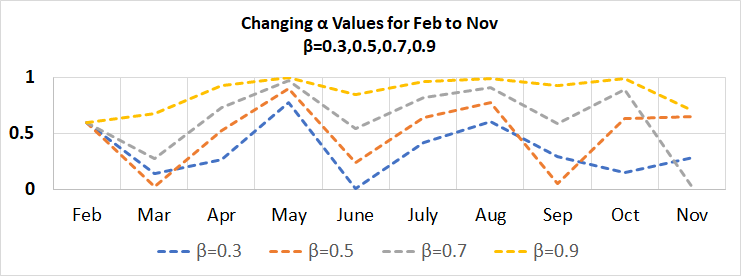 Changing α Values for Feb to Nov
β=0.3,0.5,0.7,0.9
1
0.5
0
Feb Mar Apr May June July Aug Sep Oct Nov
β=0.3 β=0.5 β=0.7 β=0.9